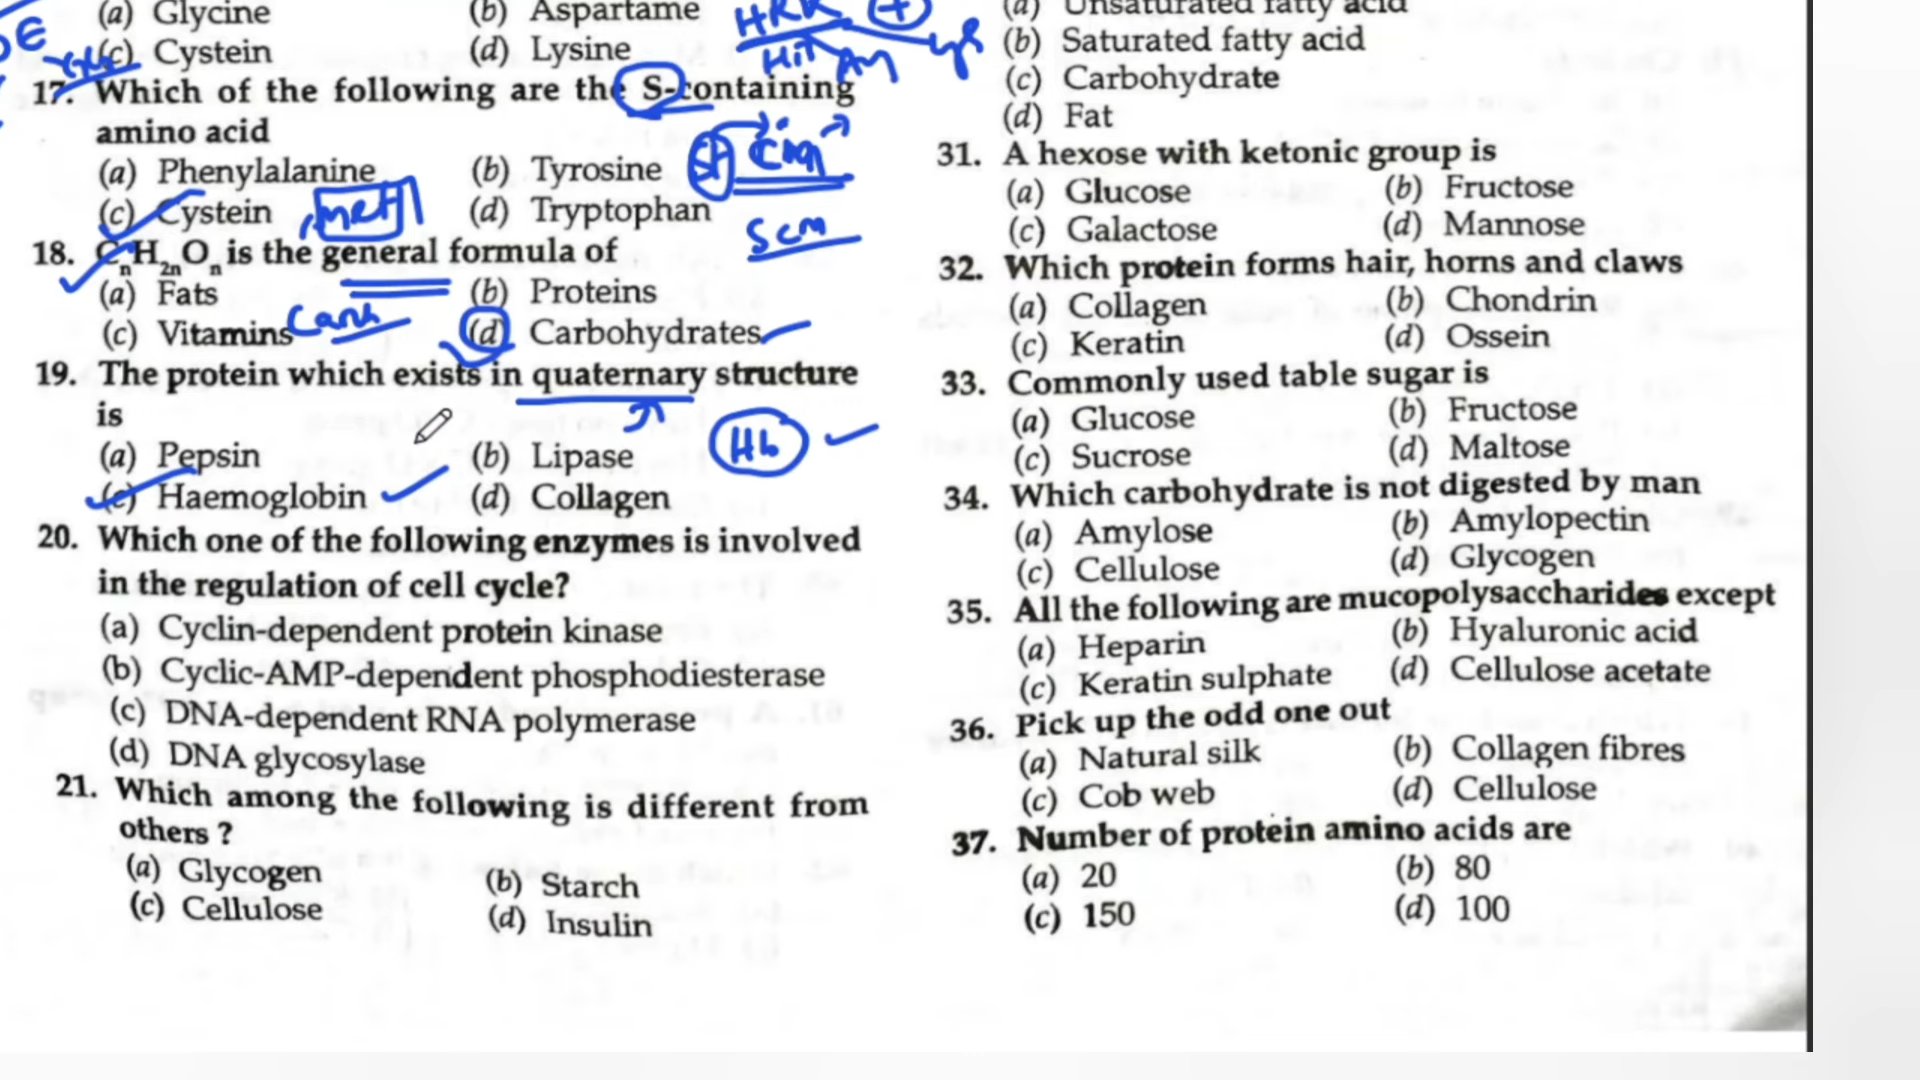 (a) Glycine (b) Aspartame
(c) Cystein (d) Lysine
17. Which of the following are the S-containing
amino acid
(a) Phenylalanine (b) Tyrosine
(c) Cystein met (d) Tryptophan
Scm
18. CnH2nOn is the general formula of
(a) Fats (b) Proteins
(c) Vitamins Carb (d) Carbohydrates
19. The protein which exists in quaternary structure
is
(a) Pepsin (b) Lipase Hb
(c) Haemoglobin (d) Collagen
20. Which one of the following enzymes is involved
in the regulation of cell cycle?
(a) Cyclin-dependent protein kinase
(b) Cyclic-AMP-dependent phosphodiesterase
(c) DNA-dependent RNA polymerase
(d) DNA glycosylase
21. Which among the following is different from
others ?
(a) Glycogen (b) Starch
(c) Cellulose (d) Insulin
(a) Unsaturated fatty acid
(b) Saturated fatty acid
(c) Carbohydrate
(d) Fat
31. A hexose with ketonic group is
(a) Glucose (b) Fructose
(c) Galactose (d) Mannose
32. Which protein forms hair, horns and claws
(a) Collagen (b) Chondrin
(c) Keratin (d) Ossein
33. Commonly used table sugar is
(a) Glucose (b) Fructose
(c) Sucrose (d) Maltose
34. Which carbohydrate is not digested by man
(a) Amylose (b) Amylopectin
(c) Cellulose (d) Glycogen
35. All the following are mucopolysaccharides except
(a) Heparin (b) Hyaluronic acid
(c) Keratin sulphate (d) Cellulose acetate
36. Pick up the odd one out
(a) Natural silk (b) Collagen fibres
(c) Cob web (d) Cellulose
37. Number of protein amino acids are
(a) 20 (b) 80
(c) 150 (d) 100